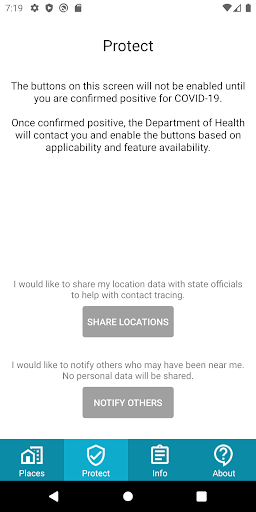 7:19
Protect
The buttons on this screen will not be enabled until
you are confirmed positive for COVID-19.
Once confirmed positive, the Department of Health
will contact you and enable the buttons based on
applicability and feature availability.
I would like to share my location data with state officials
to help with contact tracing.
SHARE LOCATIONS
I would like to notify others who may have been near me.
No personal data will be shared.
NOTIFY OTHERS
Places Protect Info About